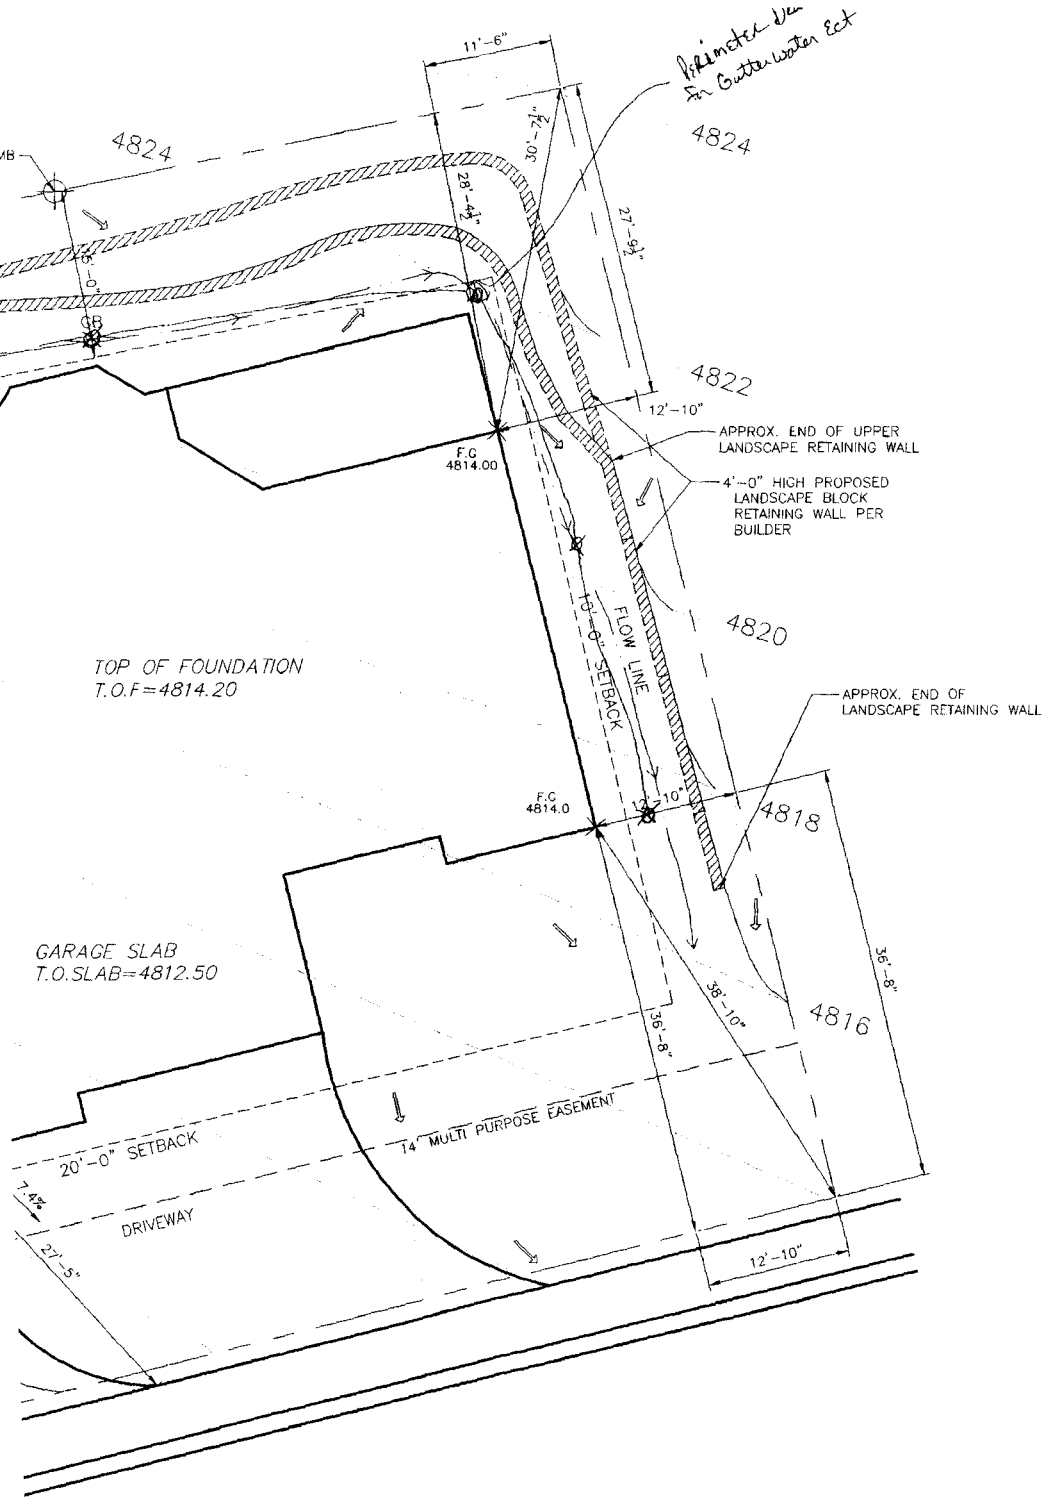 11'-6"
Perimeter
for Gutter water Ect
4824
4824
MB
30'-7½"
28'-4½"
27'-9½"
CB
4822
12'-10"
APPROX. END OF UPPER
LANDSCAPE RETAINING WALL
F.G
4814.00
4'-0" HIGH PROPOSED
LANDSCAPE BLOCK
RETAINING WALL PER
BUILDER
10'-0" SETBACK
FLOW LINE
4820
TOP OF FOUNDATION
T.O.F=4814.20
APPROX. END OF
LANDSCAPE RETAINING WALL
F.G
4814.0
12'-10"
4818
GARAGE SLAB
T.O.SLAB=4812.50
36'-8"
38'-10"
36'-8"
4816
14' MULTI PURPOSE EASEMENT
20'-0" SETBACK
7.4%
DRIVEWAY
27'-5"
12'-10"